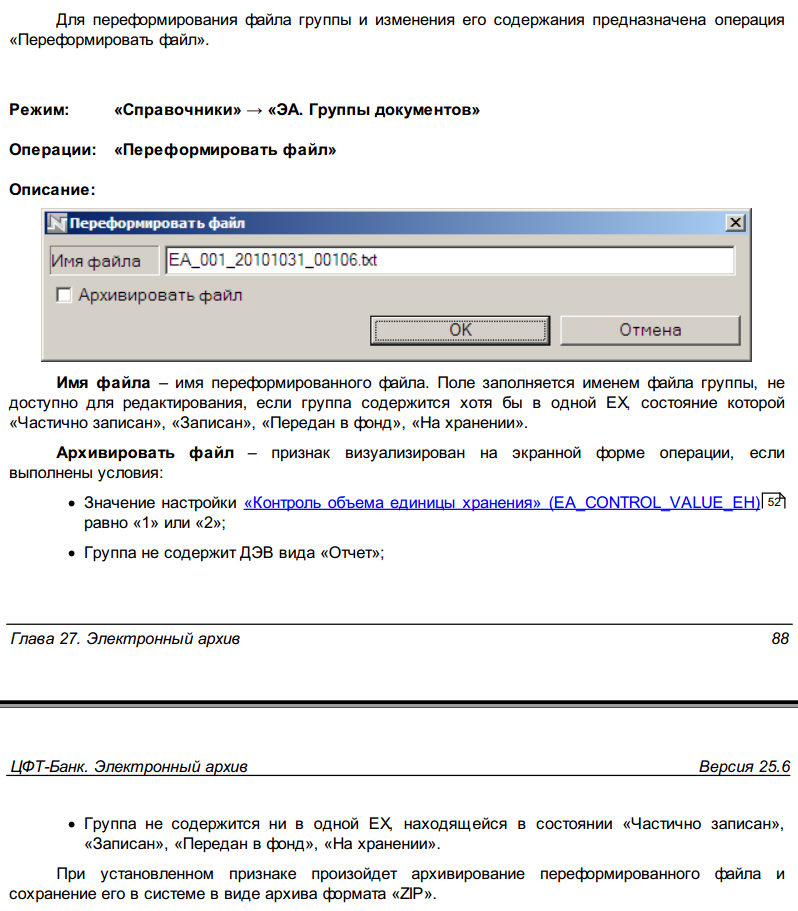 Для переформирования файла группы и изменения его содержания предназначена операция
«Переформировать файл».
Режим: «Справочники» → «ЭА. Группы документов»
Операции: «Переформировать файл»
Описание:
Переформировать файл
Имя файла EA_001_20101031_00106.txt
Архивировать файл
OK Отмена
Имя файла – имя переформированного файла. Поле заполняется именем файла группы, не
доступно для редактирования, если группа содержится хотя бы в одной ЕХ, состояние которой
«Частично записан», «Записан», «Передан в фонд», «На хранении».
Архивировать файл – признак визуализирован на экранной форме операции, если
выполнены условия:
• Значение настройки «Контроль объема единицы хранения» (EA_CONTROL_VALUE_EH) 52
равно «1» или «2»;
• Группа не содержит ДЭВ вида «Отчет»;
Глава 27. Электронный архив 88
ЦФТ-Банк. Электронный архив Версия 25.6
• Группа не содержится ни в одной ЕХ, находящейся в состоянии «Частично записан»,
«Записан», «Передан в фонд», «На хранении».
При установленном признаке произойдет архивирование переформированного файла и
сохранение его в системе в виде архива формата «ZIP».